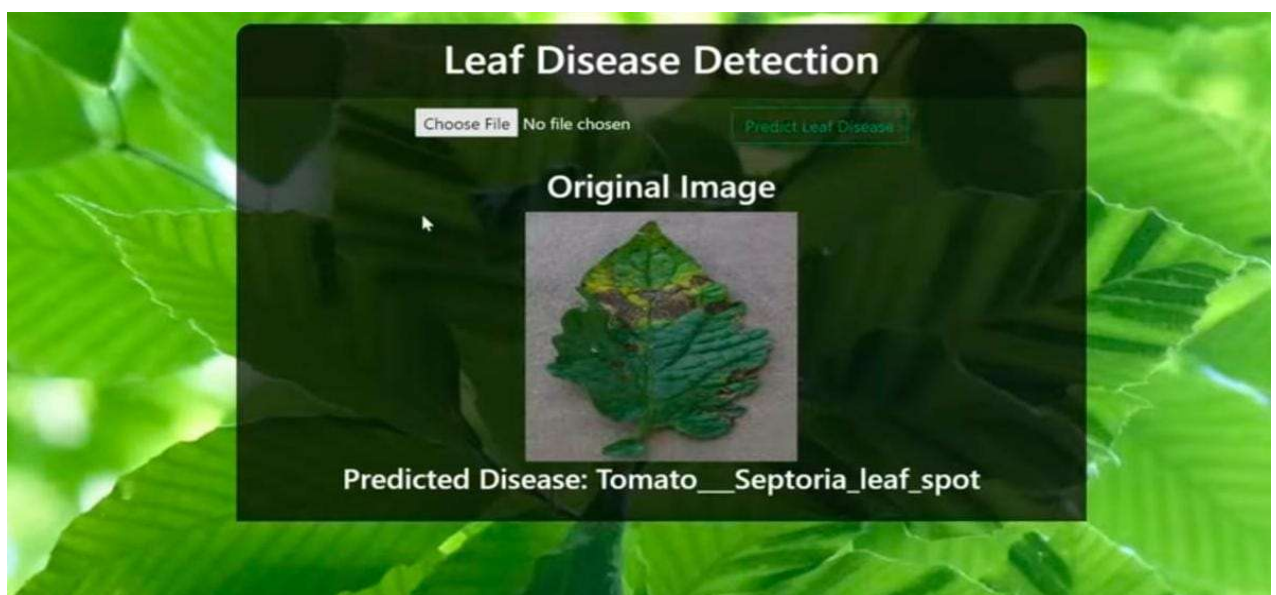 Leaf Disease Detection
Choose File No file chosen
Predict Leaf Disease
Original Image
Predicted Disease: Tomato___Septoria_leaf_spot